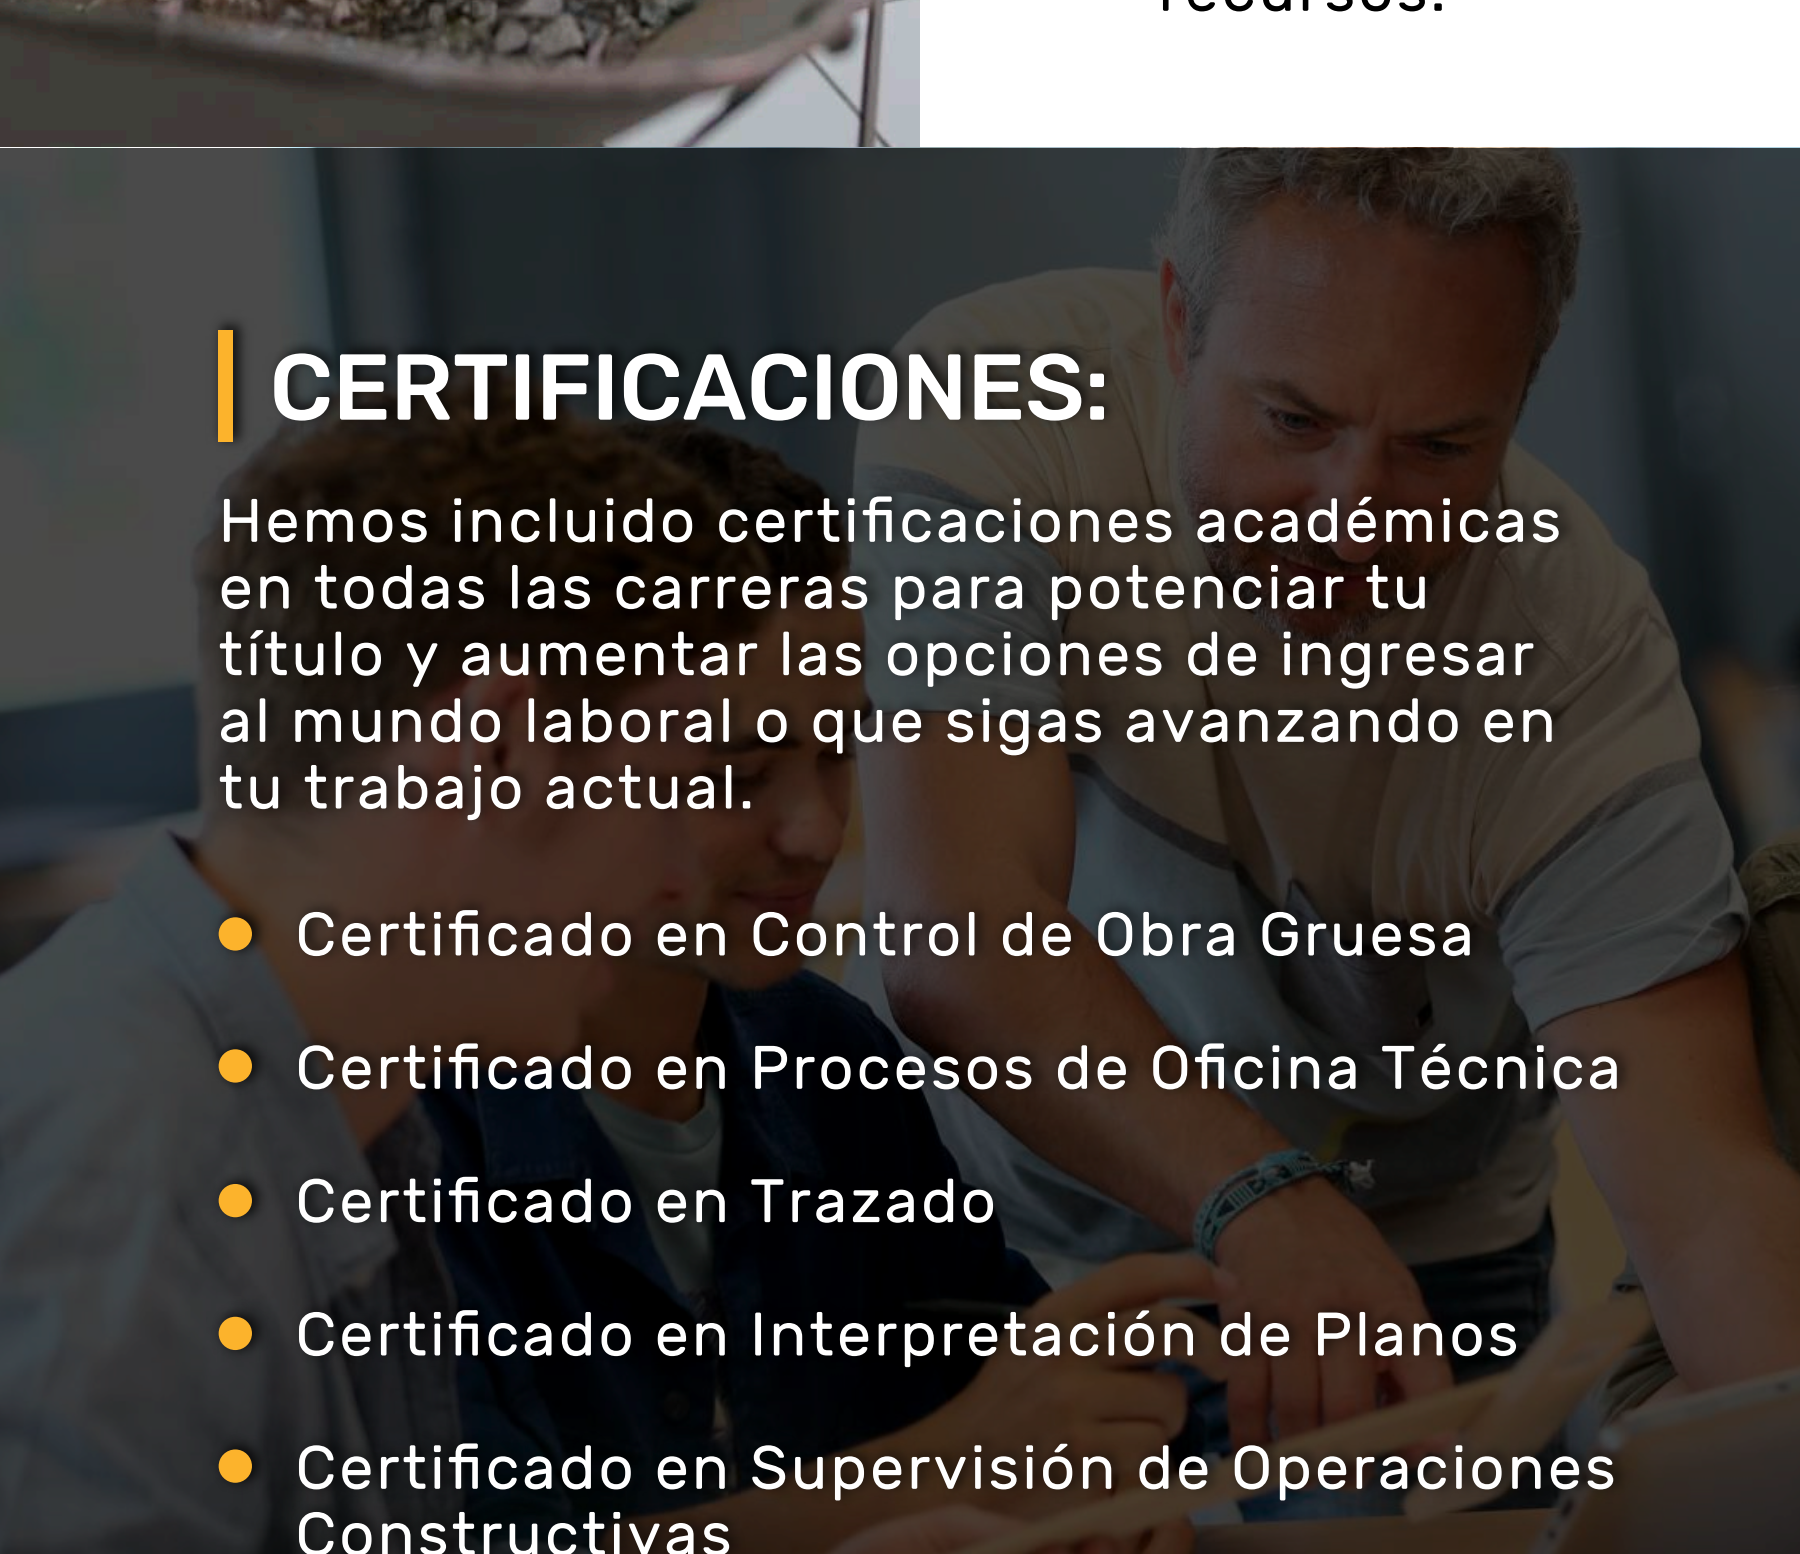 recursos.
CERTIFICACIONES:
Hemos incluido certificaciones académicas
en todas las carreras para potenciar tu
título y aumentar las opciones de ingresar
al mundo laboral o que sigas avanzando en
tu trabajo actual.
Certificado en Control de Obra Gruesa
Certificado en Procesos de Oficina Técnica
Certificado en Trazado
Certificado en Interpretación de Planos
Certificado en Supervisión de Operaciones
Constructivas